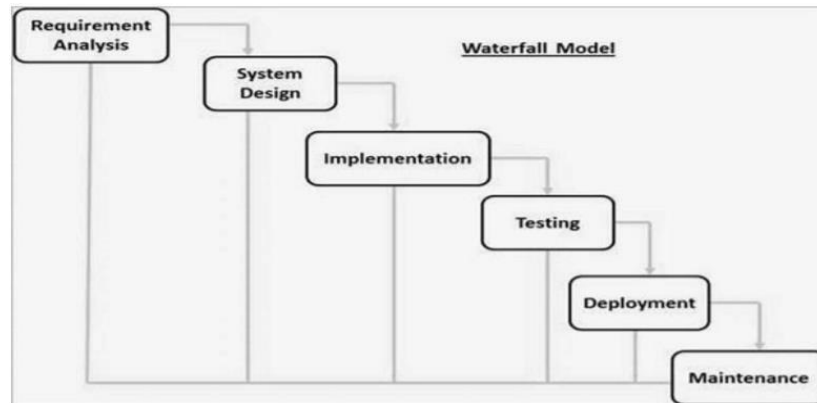 Requirement
Analysis
Waterfall Model
System
Design
Implementation
Testing
Deployment
Maintenance